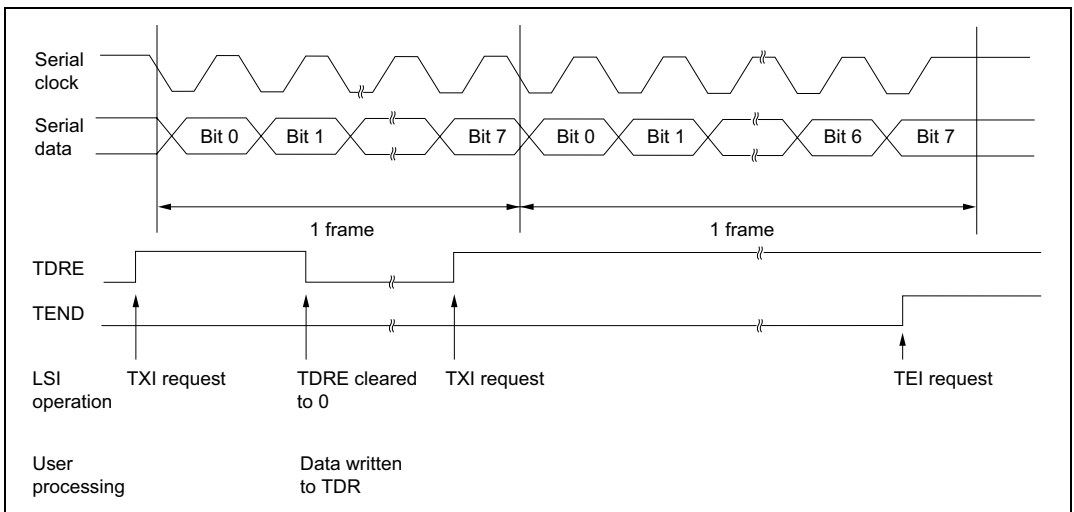 Serial
clock
Serial
data
Bit 0 Bit 1 Bit 7 Bit 0 Bit 1 Bit 6 Bit 7
1 frame 1 frame
TDRE
TEND
LSI
operation
TXI request TDRE cleared
to 0
TXI request TEI request
User
processing
Data written
to TDR